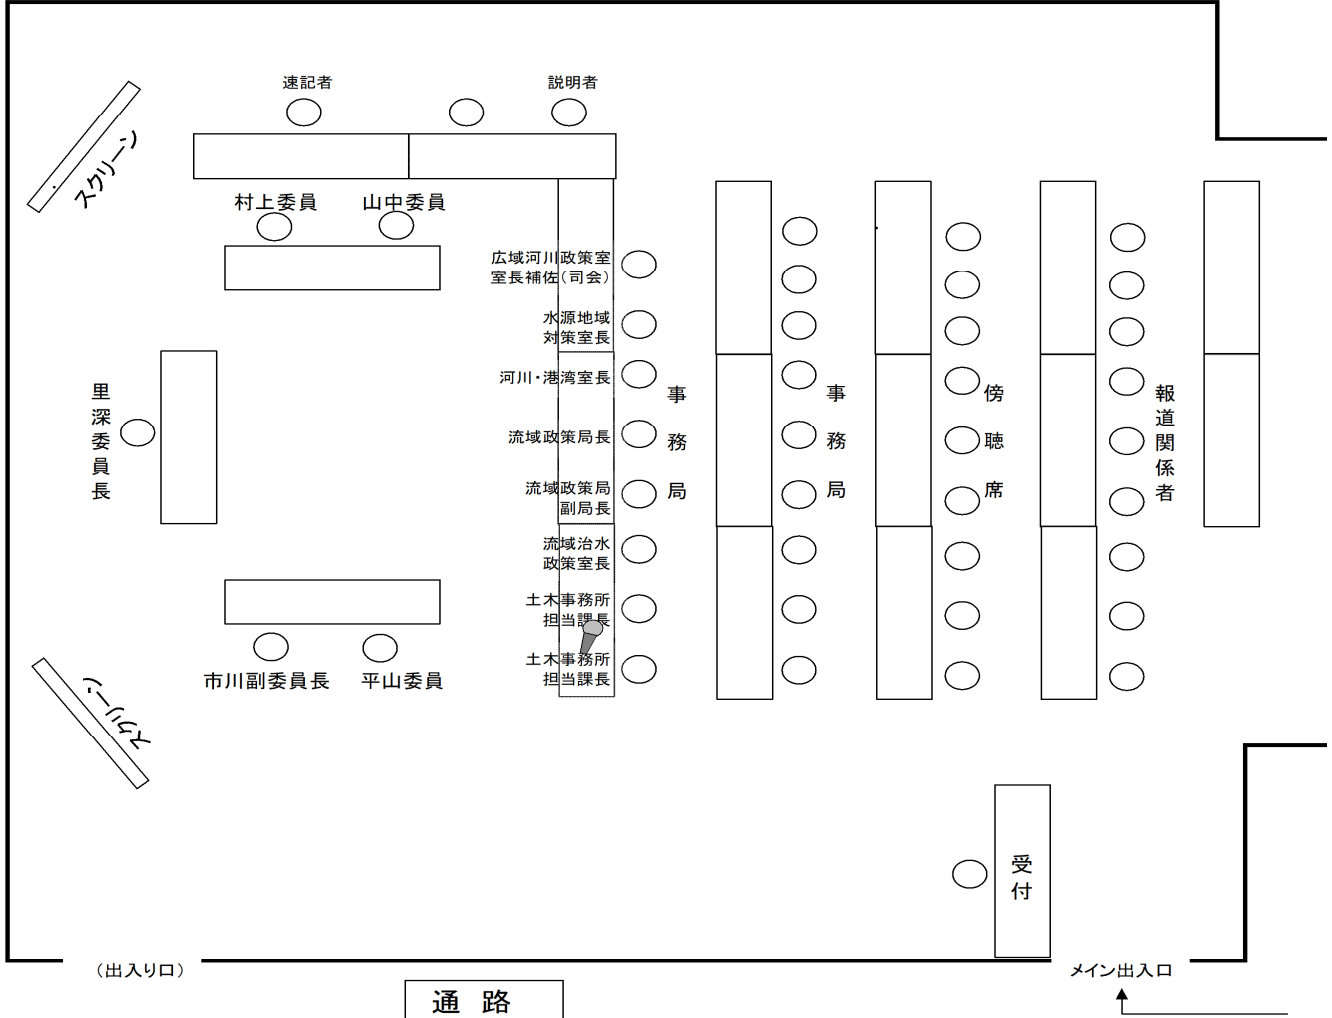 速記者
説明者
スクリーン
村上委員
山中委員
広域河川政策室
室長補佐(司会)
水源地域
対策室長
河川・港湾室長
流域政策局長
流域政策局
副局長
流域治水
政策室長
土木事務所
担当課長
土木事務所
担当課長
事務局
事務局
傍聴席
報道関係者
里深委員長
市川副委員長
平山委員
スクリーン
受付
(出入り口)
メイン出入口
通路